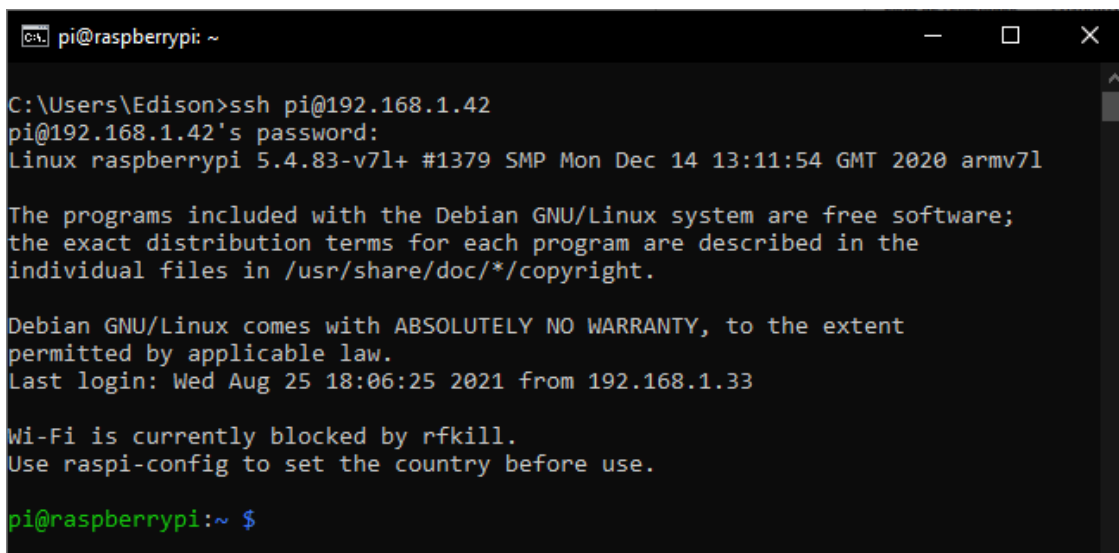 pi@raspberrypi: ~
C:\Users\Edison>ssh pi@192.168.1.42
pi@192.168.1.42's password:
Linux raspberrypi 5.4.83-v7l+ #1379 SMP Mon Dec 14 13:11:54 GMT 2020 armv7l
The programs included with the Debian GNU/Linux system are free software;
the exact distribution terms for each program are described in the
individual files in /usr/share/doc/*/copyright.
Debian GNU/Linux comes with ABSOLUTELY NO WARRANTY, to the extent
permitted by applicable law.
Last login: Wed Aug 25 18:06:25 2021 from 192.168.1.33
Wi-Fi is currently blocked by rfkill.
Use raspi-config to set the country before use.
pi@raspberrypi:~ $